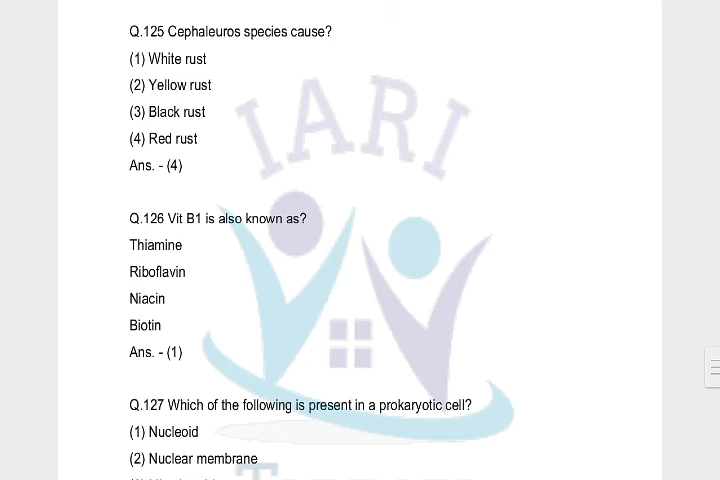 Q.125 Cephaleuros species cause?
(1) White rust
(2) Yellow rust
(3) Black rust
(4) Red rust
Ans. - (4)
IARI
Q.126 Vit B1 is also known as?
Thiamine
Riboflavin
Niacin
Biotin
Ans. - (1)
Q.127 Which of the following is present in a prokaryotic cell?
(1) Nucleoid
(2) Nuclear membrane